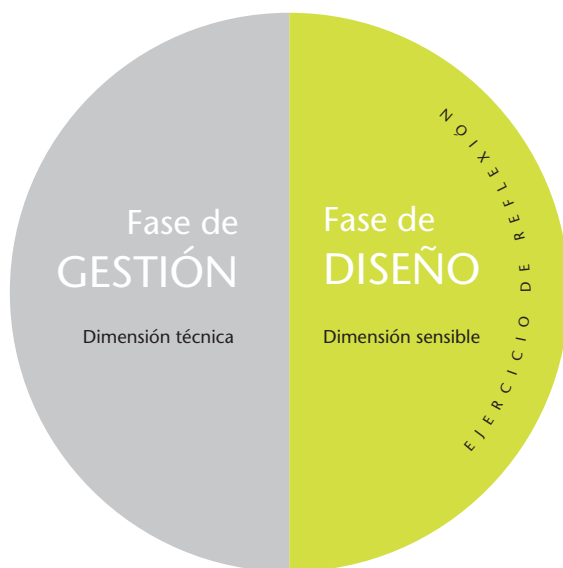 Fase de
GESTIÓN
Dimensión técnica
Fase de
DISEÑO
Dimensión sensible
EJERCICIO DE REFLEXIÓN